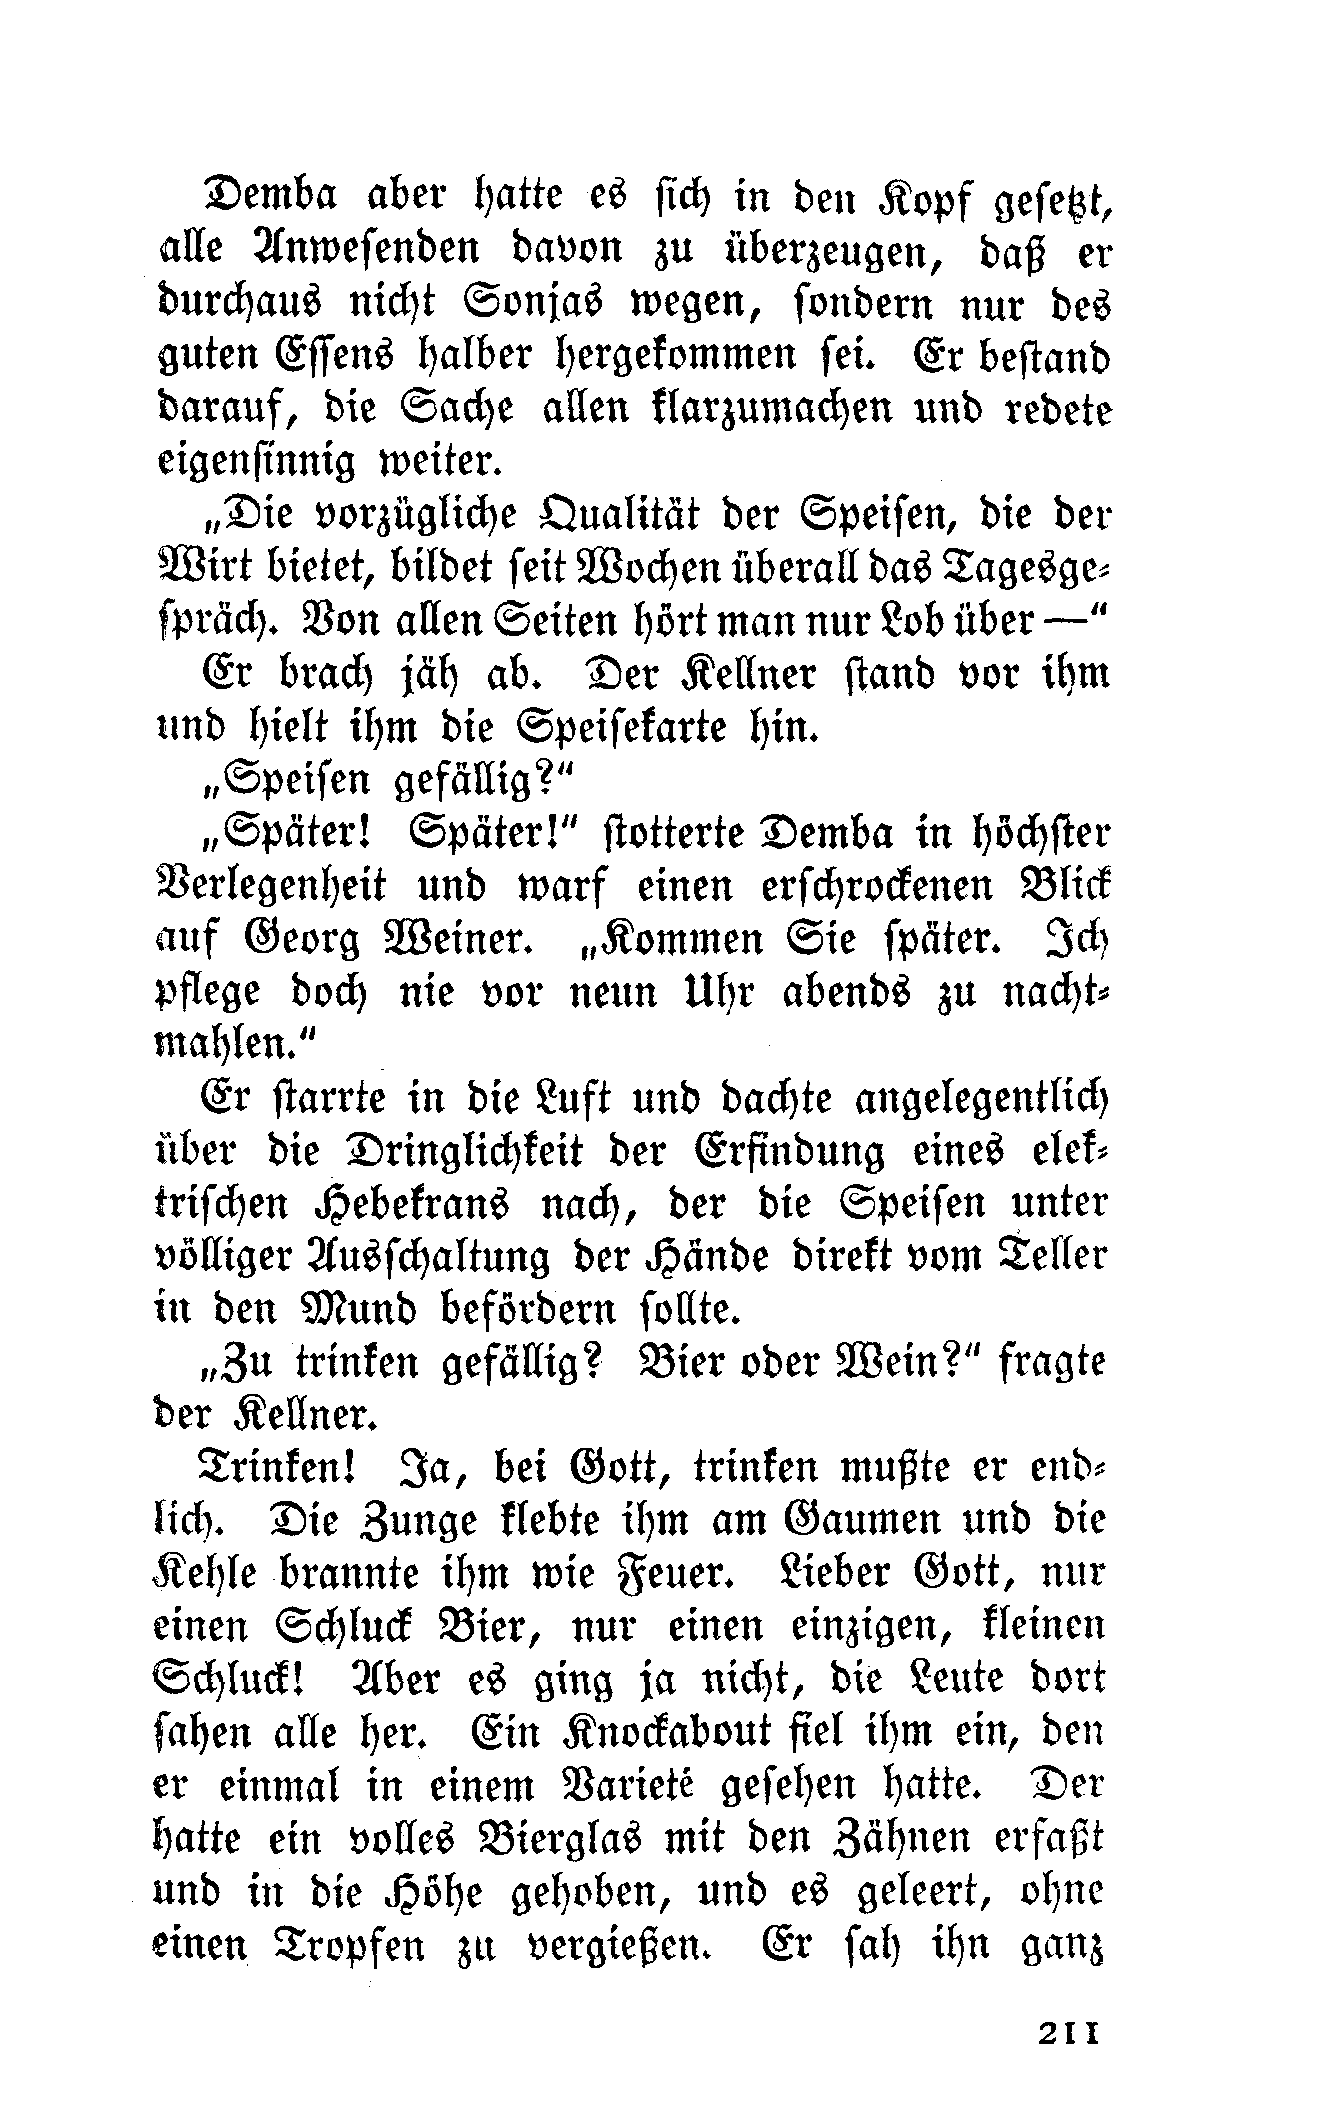 Demba aber hatte es sich in den Kopf gesetzt,
alle Anwesenden davon zu überzeugen, daß er
durchaus nicht Sonjas wegen, sondern nur des
guten Essens halber hergekommen sei. Er bestand
darauf, die Sache allen klarzumachen und redete
eigensinnig weiter.
„Die vorzügliche Qualität der Speisen, die der
Wirt bietet, bildet seit Wochen überall das Tagesge-
spräch. Von allen Seiten hört man nur Lob über —“
Er brach jäh ab. Der Kellner stand vor ihm
und hielt ihm die Speisekarte hin.
„Speisen gefällig?“
„Später! Später!“ stotterte Demba in höchster
Verlegenheit und warf einen erschrockenen Blick
auf Georg Weiner. „Kommen Sie später. Ich
pflege doch nie vor neun Uhr abends zu nacht-
mahlen.“
Er starrte in die Luft und dachte angelegentlich
über die Dringlichkeit der Erfindung eines elek-
trischen Hebekrans nach, der die Speisen unter
völliger Ausschaltung der Hände direkt vom Teller
in den Mund befördern sollte.
„Zu trinken gefällig? Bier oder Wein?“ fragte
der Kellner.
Trinken! Ja, bei Gott, trinken mußte er end-
lich. Die Zunge klebte ihm am Gaumen und die
Kehle brannte ihm wie Feuer. Lieber Gott, nur
einen Schluck Bier, nur einen einzigen, kleinen
Schluck! Aber es ging ja nicht, die Leute dort
sahen alle her. Ein Knockabout fiel ihm ein, den
er einmal in einem Varieté gesehen hatte. Der
hatte ein volles Bierglas mit den Zähnen erfaßt
und in die Höhe gehoben, und es geleert, ohne
einen Tropfen zu vergießen. Er sah ihn ganz
211